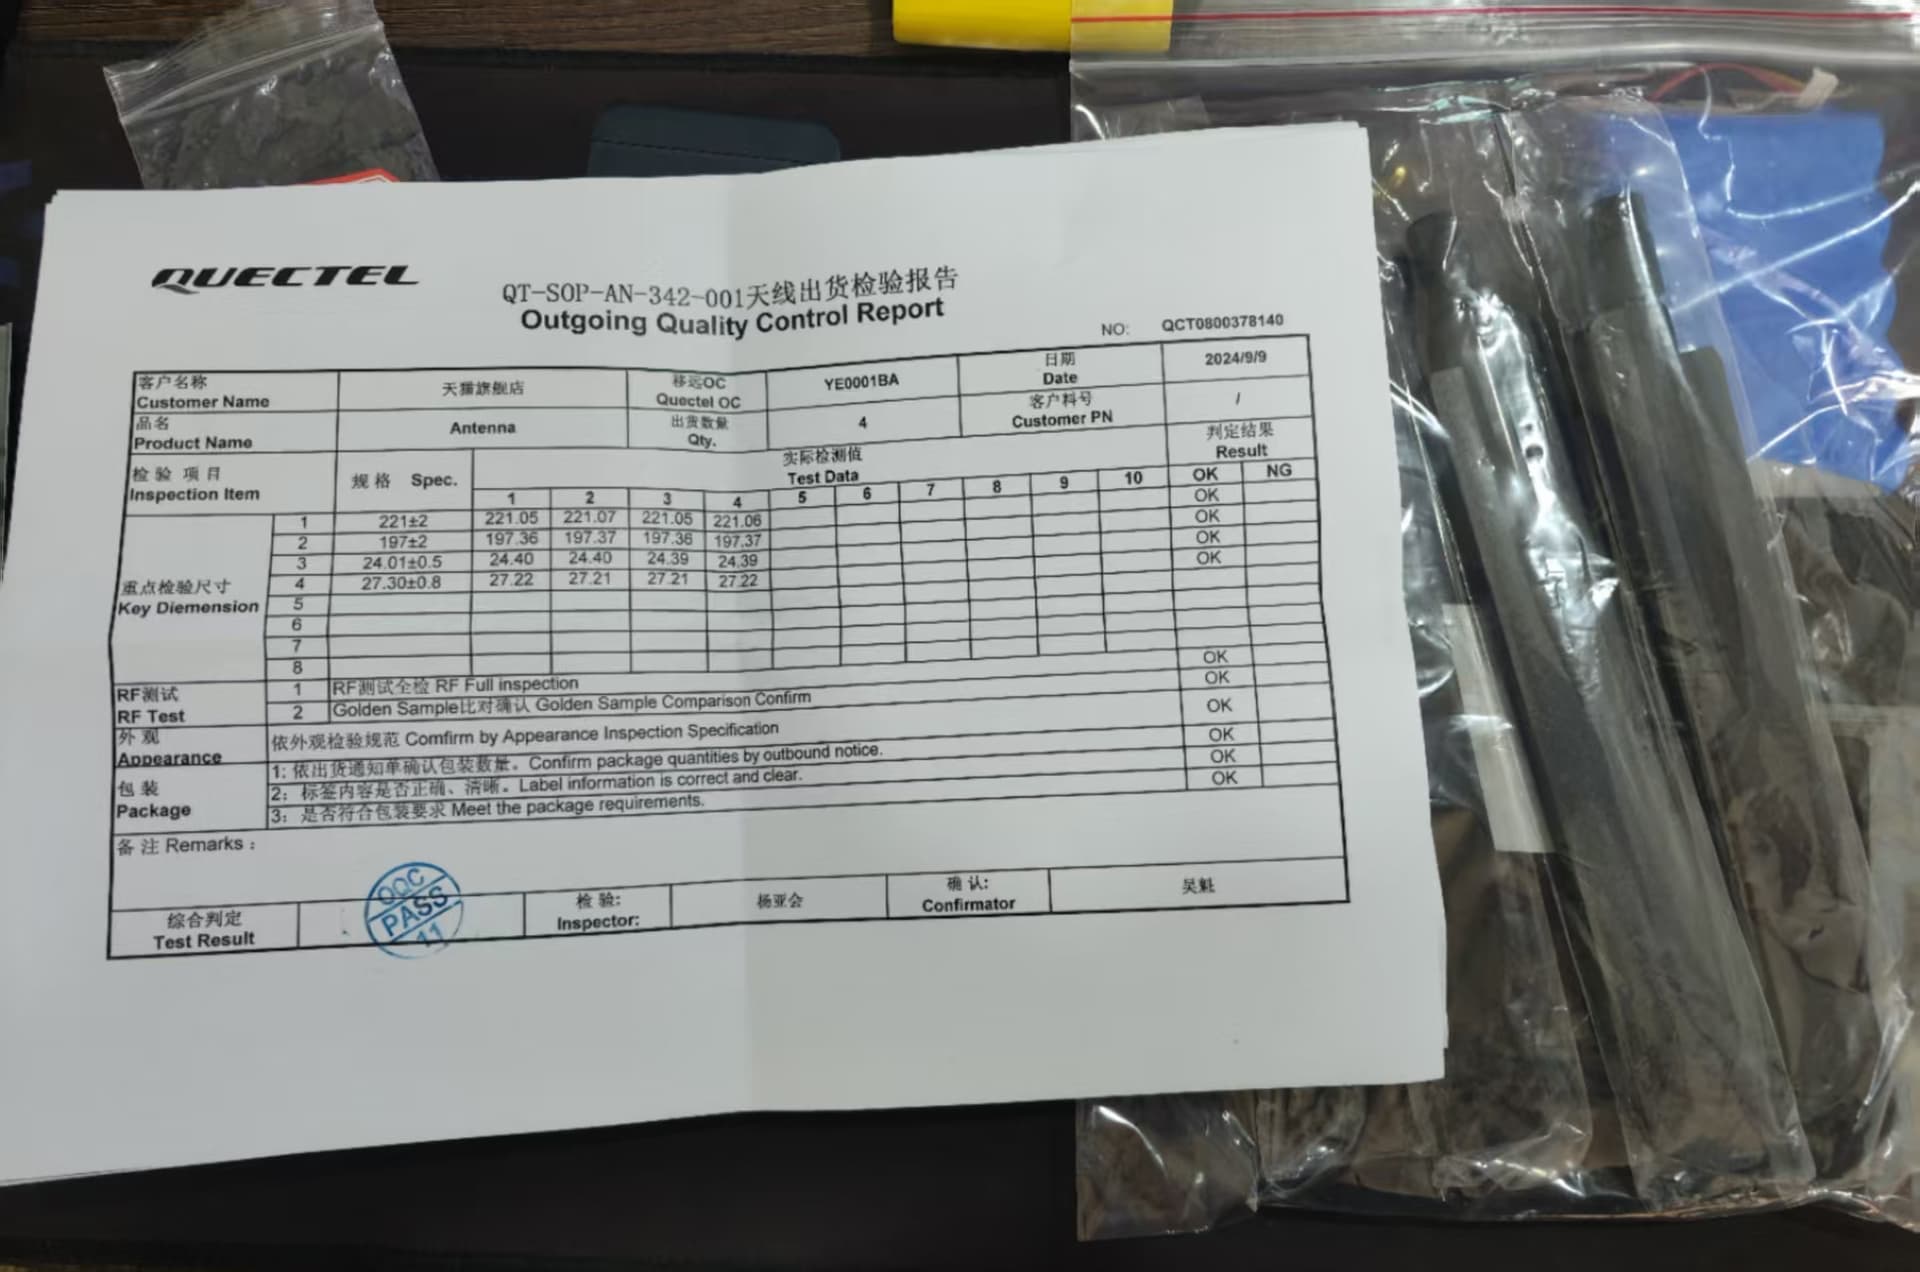 QUECTEL
QT-SOP-AN-342-001天线出货检验报告
Outgoing Quality Control Report
NO: QCT0800378140
客户名称 Customer Name 天猫旗舰店 移远OC Quectel OC YE0001BA 日期 Date 2024/9/9
品名 Product Name Antenna 出货数量 Qty. 4 客户料号 Customer PN /
检验 项目 Inspection Item 规格 Spec. 实际检测值 Test Data 判定结果 Result
1 2 3 4 5 6 7 8 9 10 OK NG
重点检验尺寸 Key Diemension
1 221±2 221.05 221.07 221.05 221.06 OK
2 197±2 197.36 197.37 197.36 197.37 OK
3 24.01±0.5 24.40 24.40 24.39 24.39 OK
4 27.30±0.8 27.22 27.21 27.21 27.22 OK
5
6
7
8
RF测试 RF Test
1 RF测试全检 RF Full inspection OK
2 Golden Sample比对确认 Golden Sample Comparison Confirm OK
外观 Appearance 依外观检验规范 Comfirm by Appearance Inspection Specification OK
包装 Package
1: 依出货通知单确认包装数量。Confirm package quantities by outbound notice. OK
2: 标签内容是否正确、清晰。Label information is correct and clear. OK
3: 是否符合包装要求 Meet the package requirements. OK
备注 Remarks :
综合判定 Test Result OQC PASS 11 检验: Inspector: 杨亚会 确认: Confirmator 吴魁